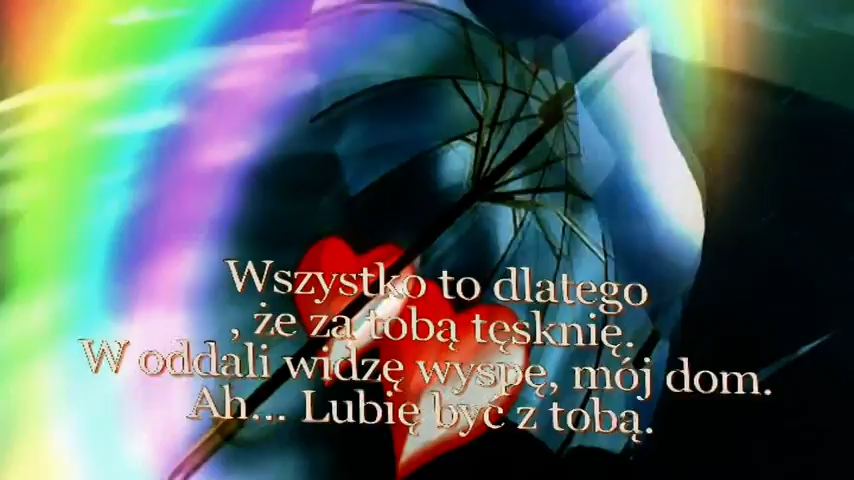 Wszystko to dlatego
, że za tobą tęsknię.
W oddali widzę wyspę, mój dom.
Ah... Lubię być z tobą.